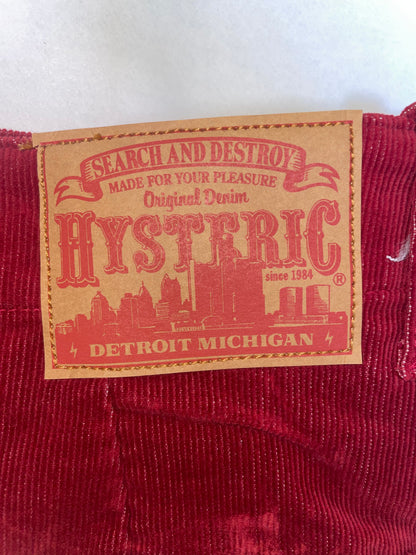 SEARCH AND DESTROY
MADE FOR YOUR PLEASURE
Original Denim
HYSTERIC
since 1984
®
DETROIT MICHIGAN